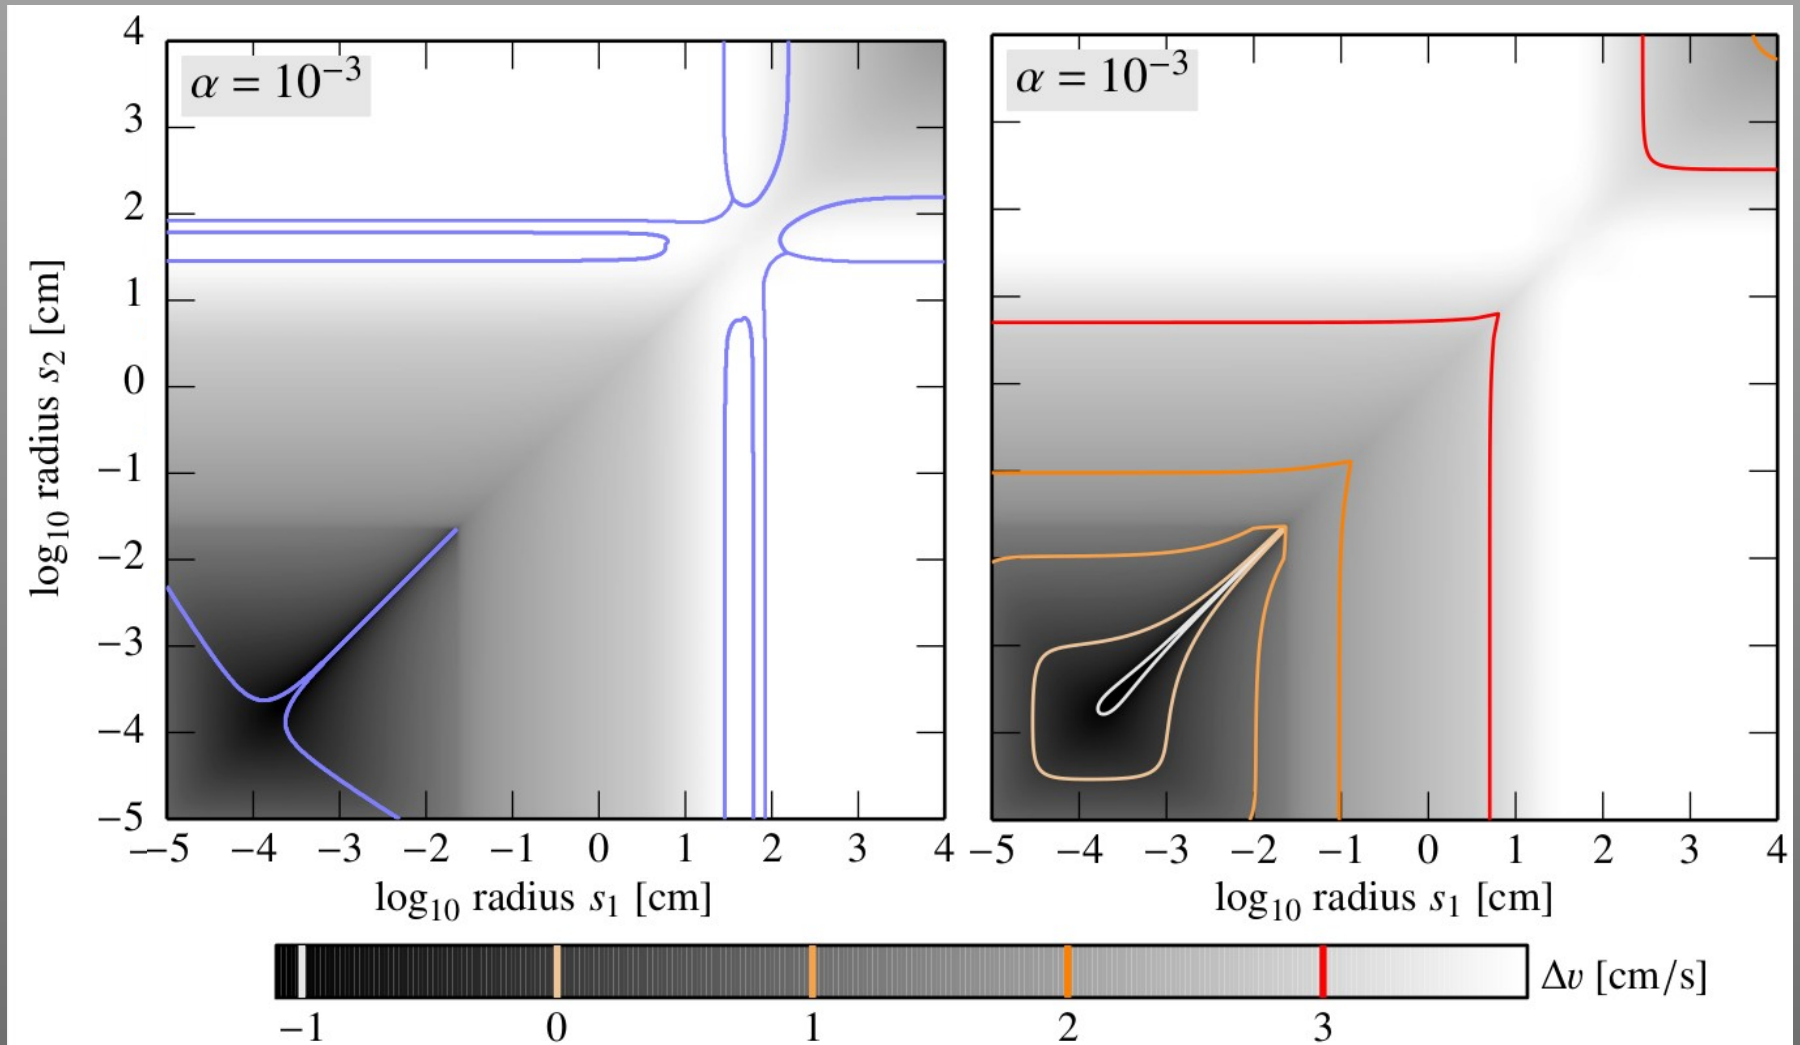 α = 10⁻³
α = 10⁻³
4
3
2
1
0
−1
−2
−3
−4
−5
log₁₀ radius s₂ [cm]
−5 −4 −3 −2 −1 0 1 2 3 4
−5 −4 −3 −2 −1 0 1 2 3 4
log₁₀ radius s₁ [cm]
log₁₀ radius s₁ [cm]
Δv [cm/s]
−1 0 1 2 3